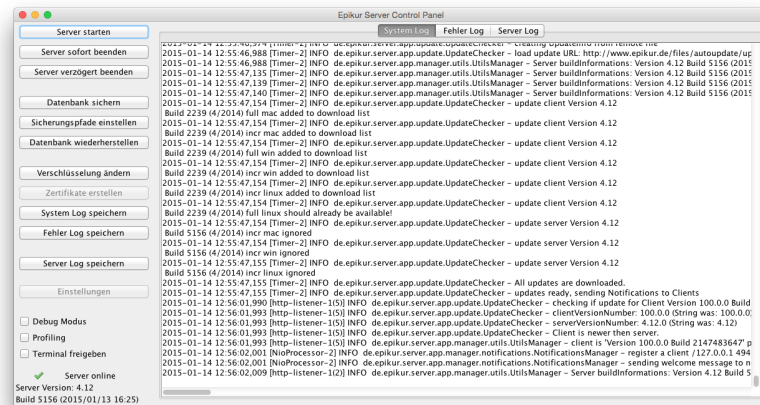 Epikur Server Control Panel
Server starten
Server sofort beenden
Server verzögert beenden
Datenbank sichern
Sicherungspfade einstellen
Datenbank wiederherstellen
Verschlüsselung ändern
Zertifikate erstellen
System Log speichern
Fehler Log speichern
Server Log speichern
Einstellungen
Debug Modus
Profiling
Terminal freigeben
Server online
Server Version: 4.12
Build 5156 (2015/01/13 16:25)
System Log Fehler Log Server Log
2015-01-14 12:55:46,974 [Timer-2] INFO de.epikur.server.app.update.UpdateChecker - creating UpdateInfo from remote file
2015-01-14 12:55:46,988 [Timer-2] INFO de.epikur.server.app.update.UpdateChecker - load update URL: http://www.epikur.de/files/autoupdate/up
2015-01-14 12:55:46,988 [Timer-2] INFO de.epikur.server.app.manager.utils.UtilsManager - Server buildInformations: Version 4.12 Build 5156 (2015
2015-01-14 12:55:47,135 [Timer-2] INFO de.epikur.server.app.manager.utils.UtilsManager - Server buildInformations: Version 4.12 Build 5156 (2015
2015-01-14 12:55:47,139 [Timer-2] INFO de.epikur.server.app.manager.utils.UtilsManager - Server buildInformations: Version 4.12 Build 5156 (2015
2015-01-14 12:55:47,140 [Timer-2] INFO de.epikur.server.app.manager.utils.UtilsManager - Server buildInformations: Version 4.12 Build 5156 (2015
2015-01-14 12:55:47,154 [Timer-2] INFO de.epikur.server.app.update.UpdateChecker - update client Version 4.12
Build 2239 (4/2014) full mac added to download list
2015-01-14 12:55:47,154 [Timer-2] INFO de.epikur.server.app.update.UpdateChecker - update client Version 4.12
Build 2239 (4/2014) incr mac added to download list
2015-01-14 12:55:47,154 [Timer-2] INFO de.epikur.server.app.update.UpdateChecker - update client Version 4.12
Build 2239 (4/2014) full win added to download list
2015-01-14 12:55:47,154 [Timer-2] INFO de.epikur.server.app.update.UpdateChecker - update client Version 4.12
Build 2239 (4/2014) incr win added to download list
2015-01-14 12:55:47,154 [Timer-2] INFO de.epikur.server.app.update.UpdateChecker - update client Version 4.12
Build 2239 (4/2014) incr linux added to download list
2015-01-14 12:55:47,154 [Timer-2] INFO de.epikur.server.app.update.UpdateChecker - update client Version 4.12
Build 2239 (4/2014) full linux should already be available!
2015-01-14 12:55:47,154 [Timer-2] INFO de.epikur.server.app.update.UpdateChecker - update server Version 4.12
Build 5156 (4/2014) incr mac ignored
2015-01-14 12:55:47,155 [Timer-2] INFO de.epikur.server.app.update.UpdateChecker - update server Version 4.12
Build 5156 (4/2014) incr win ignored
2015-01-14 12:55:47,155 [Timer-2] INFO de.epikur.server.app.update.UpdateChecker - update server Version 4.12
Build 5156 (4/2014) incr linux ignored
2015-01-14 12:55:47,155 [Timer-2] INFO de.epikur.server.app.update.UpdateChecker - All updates are downloaded.
2015-01-14 12:55:47,155 [Timer-2] INFO de.epikur.server.app.update.UpdateChecker - updates ready, sending Notifications to Clients
2015-01-14 12:56:01,990 [http-listener-1(5)] INFO de.epikur.server.app.update.UpdateChecker - checking if update for Client Version 100.0.0 Build
2015-01-14 12:56:01,993 [http-listener-1(5)] INFO de.epikur.server.app.update.UpdateChecker - clientVersionNumber: 100.0.0 (String was: 100.0.0)
2015-01-14 12:56:01,993 [http-listener-1(5)] INFO de.epikur.server.app.update.UpdateChecker - serverVersionNumber: 4.12.0 (String was: 4.12)
2015-01-14 12:56:01,993 [http-listener-1(5)] INFO de.epikur.server.app.update.UpdateChecker - Client is newer then server.
2015-01-14 12:56:01,993 [http-listener-1(5)] INFO de.epikur.server.app.manager.utils.UtilsManager - client is 'Version 100.0.0 Build 2147483647' p
2015-01-14 12:56:02,001 [NioProcessor-2] INFO de.epikur.server.app.manager.notifications.NotificationsManager - register a client /127.0.0.1 494
2015-01-14 12:56:02,001 [NioProcessor-2] INFO de.epikur.server.app.manager.notifications.NotificationsManager - sending welcome message to n
2015-01-14 12:56:02,009 [http-listener-1(2)] INFO de.epikur.server.app.manager.utils.UtilsManager - Server buildInformations: Version 4.12 Build 5